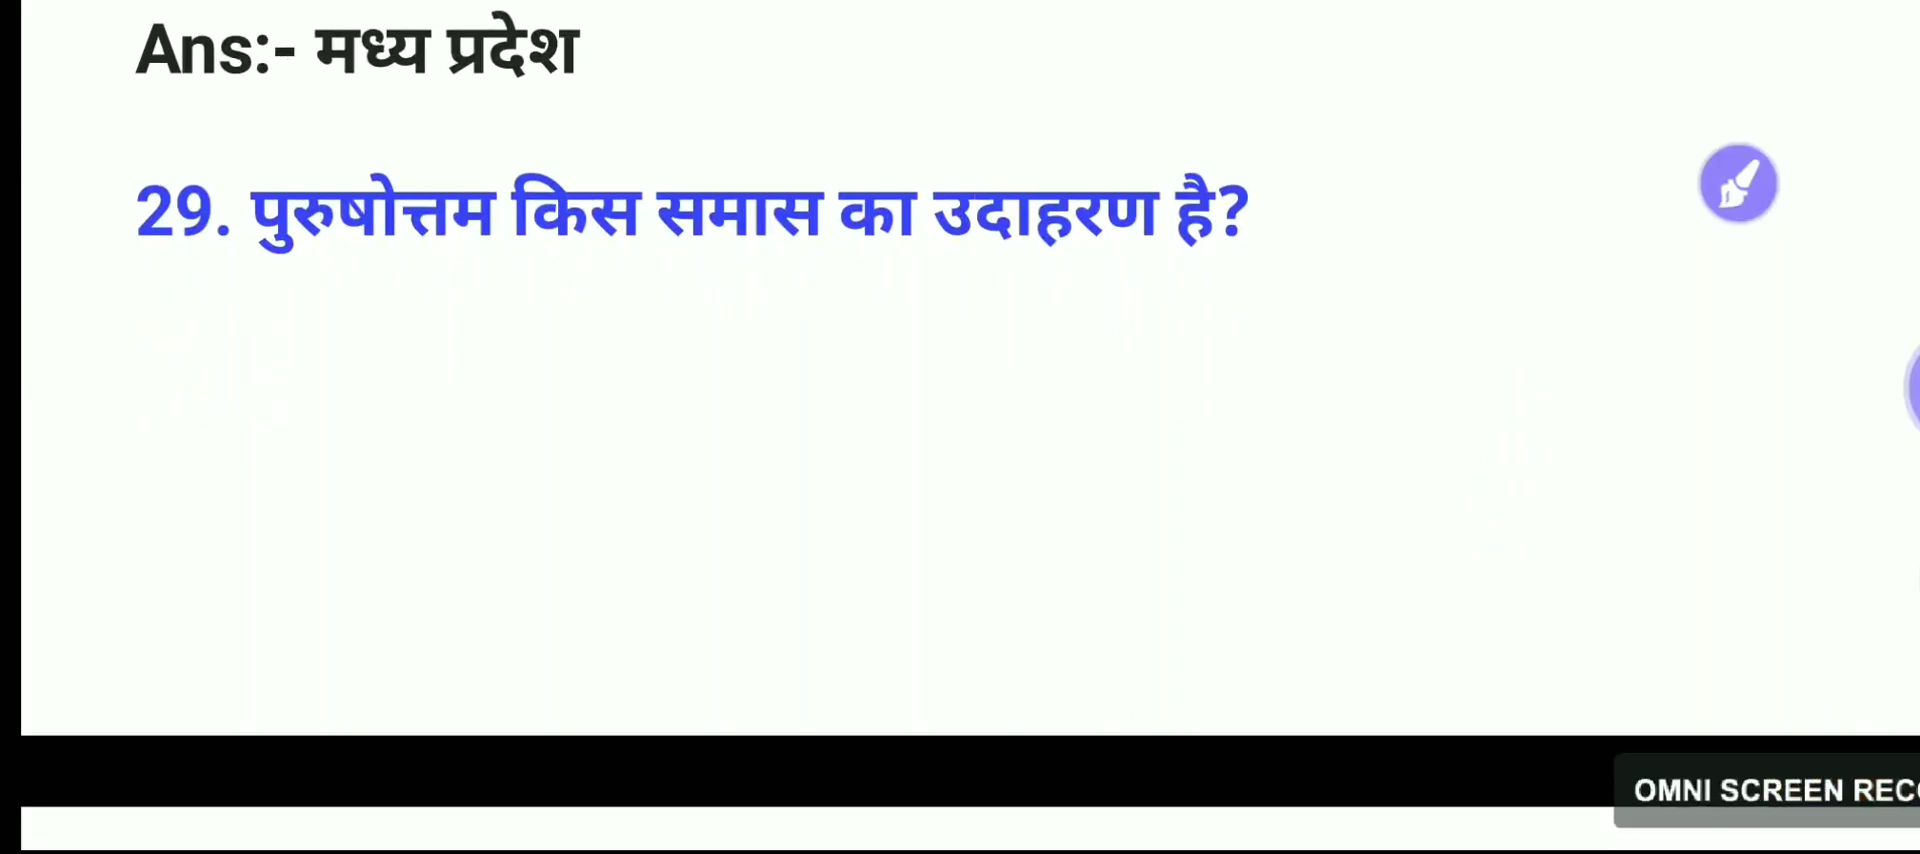 Ans:- मध्य प्रदेश
29. पुरुषोत्तम किस समास का उदाहरण है?
OMNI SCREEN REC